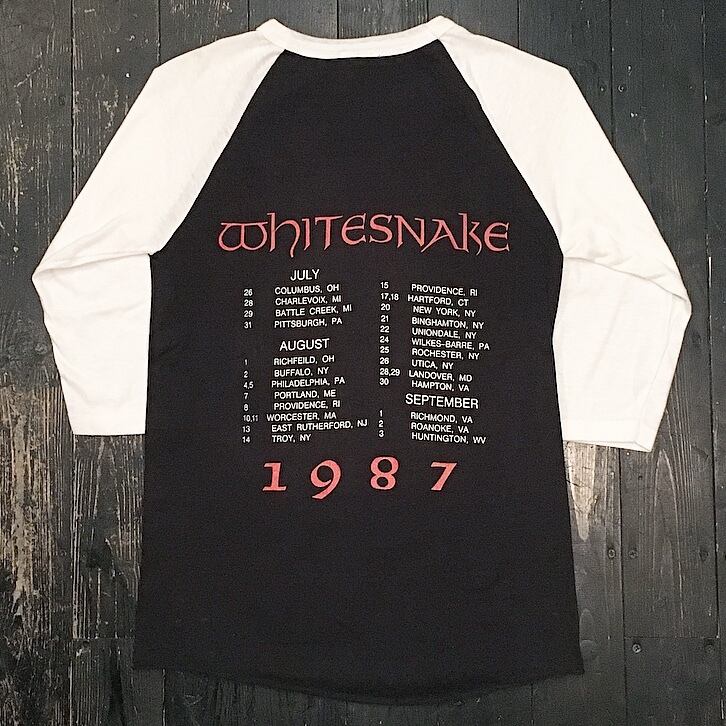 WHITESNAKE
JULY
26 COLUMBUS, OH
28 CHARLEVOIX, MI
29 BATTLE CREEK, MI
31 PITTSBURGH, PA
AUGUST
1 RICHFEILD, OH
2 BUFFALO, NY
4,5 PHILADELPHIA, PA
7 PORTLAND, ME
8 PROVIDENCE, RI
10,11 WORCESTER, MA
13 EAST RUTHERFORD, NJ
14 TROY, NY
15 PROVIDENCE, RI
17,18 HARTFORD, CT
20 NEW YORK, NY
21 BINGHAMTON, NY
22 UNIONDALE, NY
24 WILKES-BARRE, PA
25 ROCHESTER, NY
26 UTICA, NY
28,29 LANDOVER, MD
30 HAMPTON, VA
SEPTEMBER
1 RICHMOND, VA
2 ROANOKE, VA
3 HUNTINGTON, WV
1987